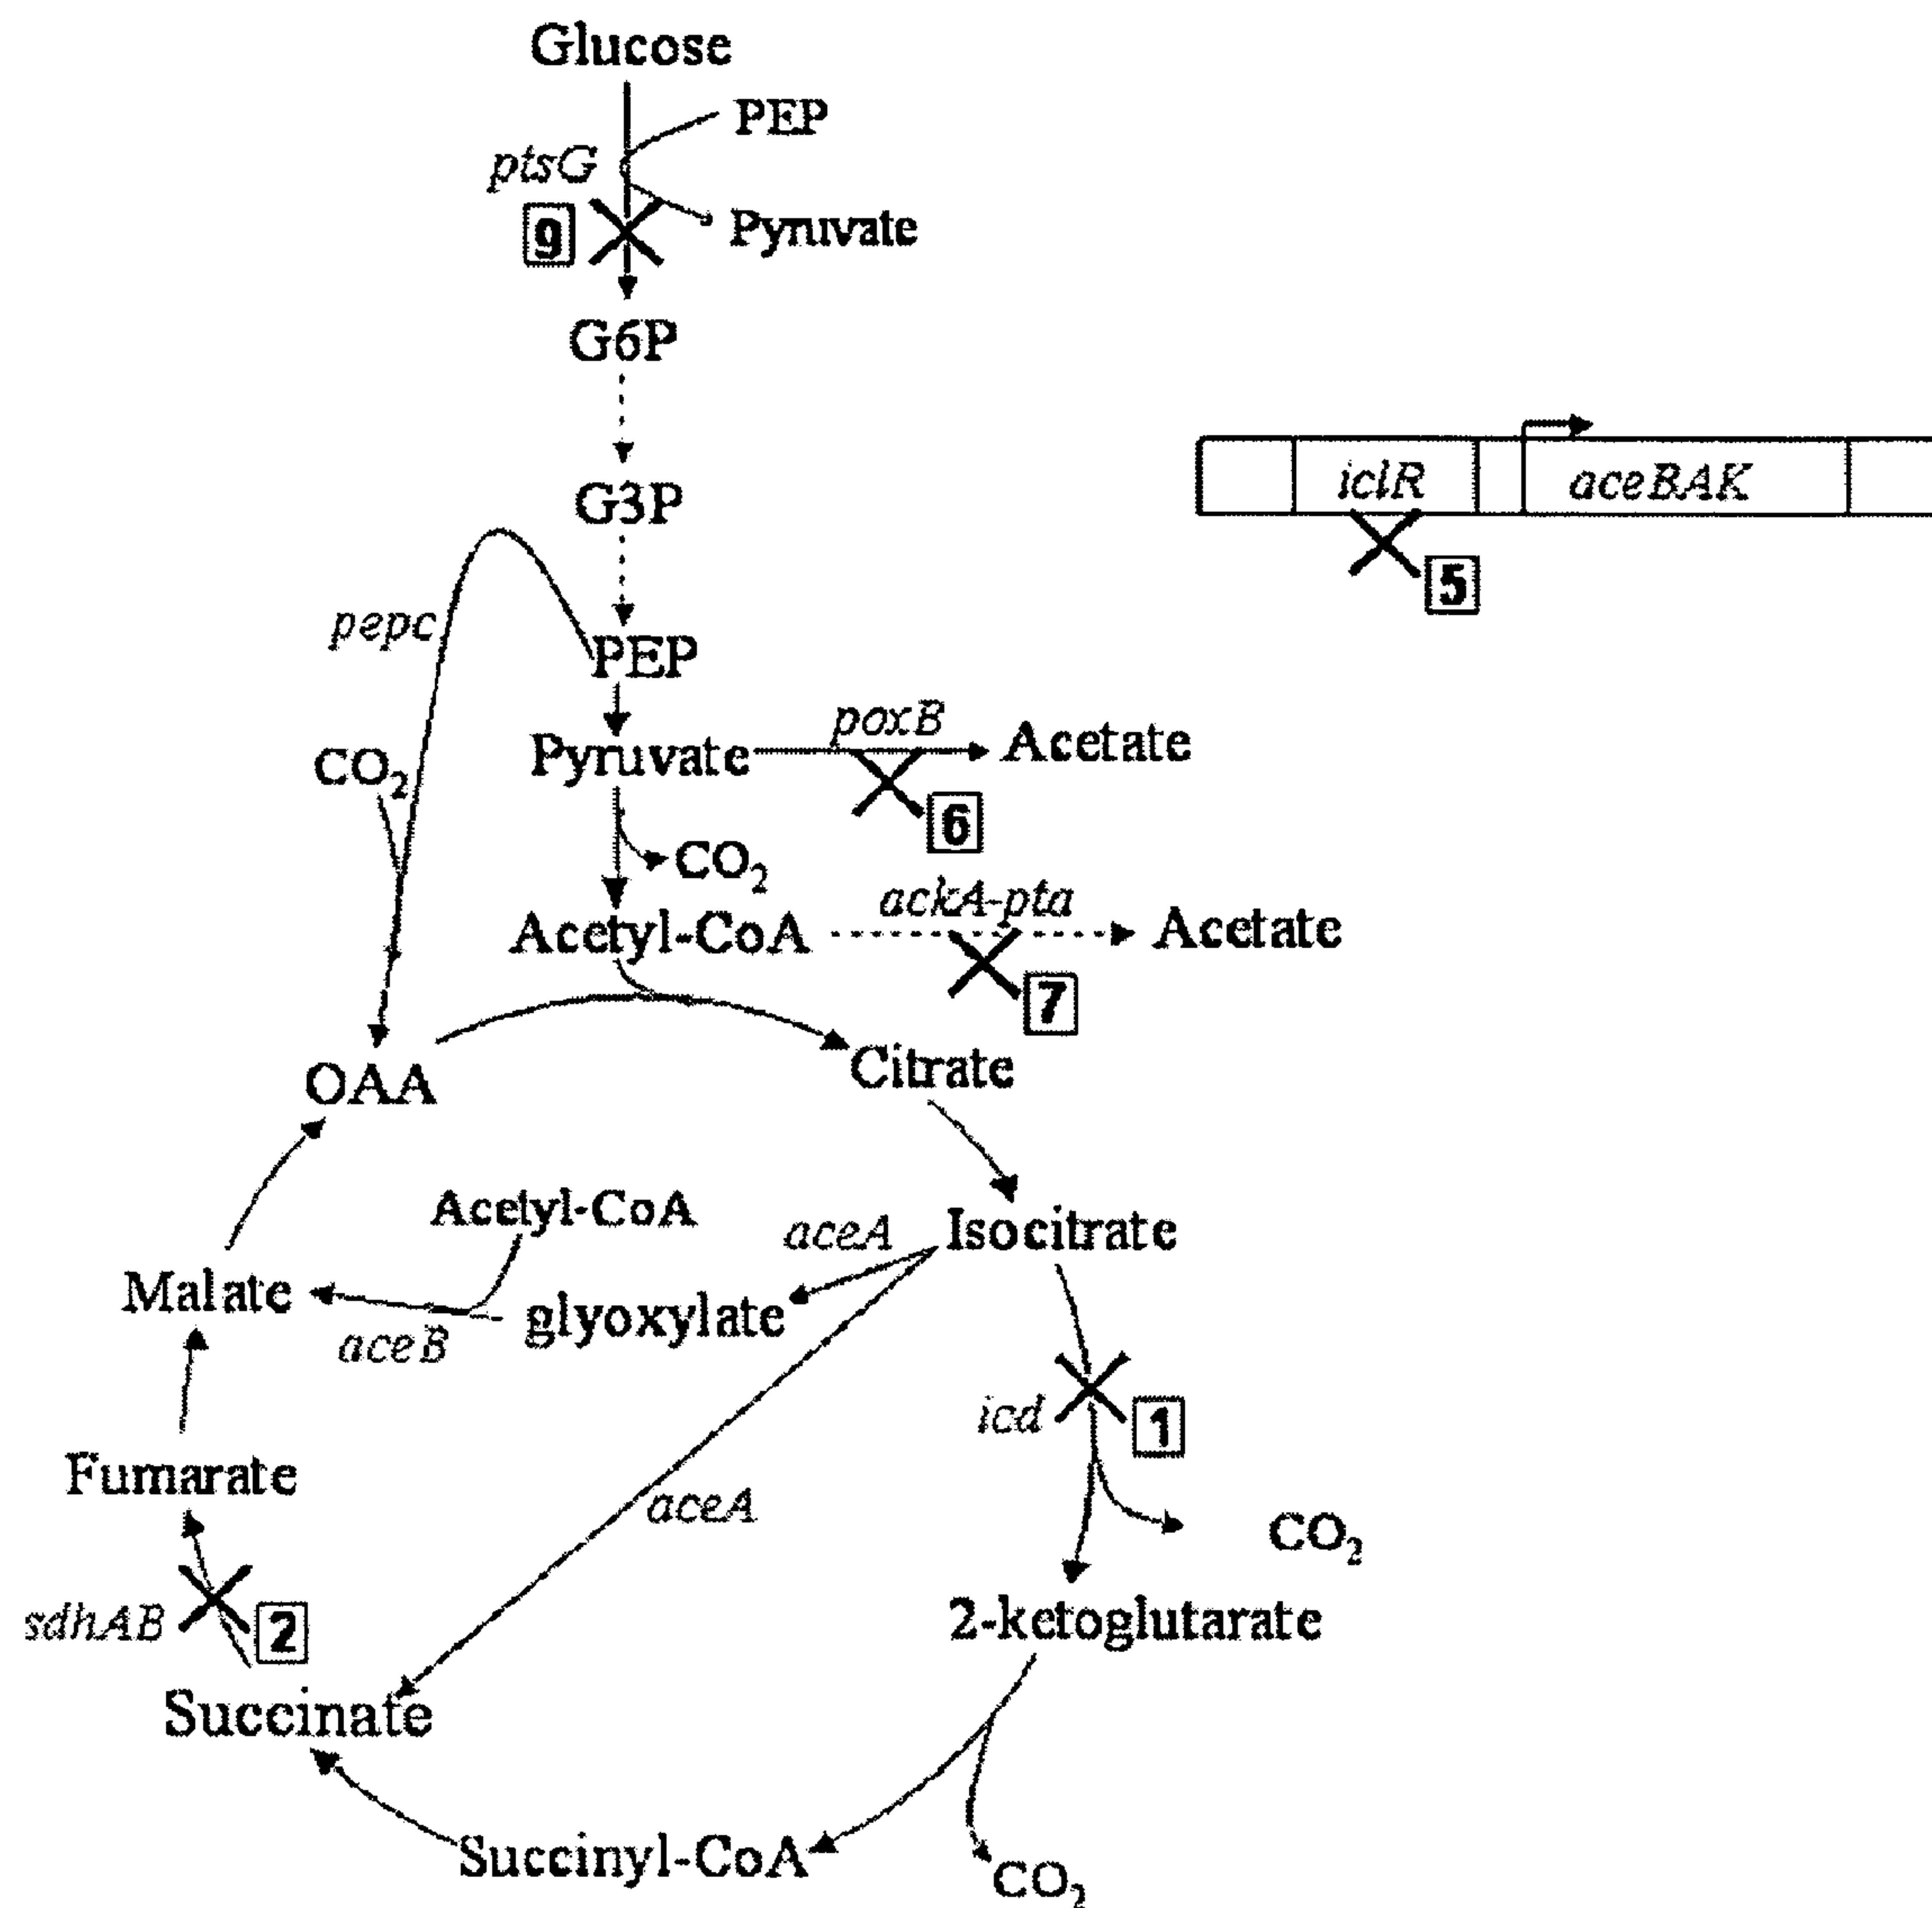 Glucose
PEP
ptsG
9
Pyruvate
G6P
iclR
aceBAK
5
G3P
pepc
PEP
poxB
Pyruvate
Acetate
CO2
6
CO2
ackA-pta
Acetyl-CoA
Acetate
7
OAA
Citrate
Acetyl-CoA
aceA
Isocitrate
Malate
glyoxylate
aceB
icd
1
Fumarate
aceA
CO2
sdhAB
2
2-ketoglutarate
Succinate
Succinyl-CoA
CO2